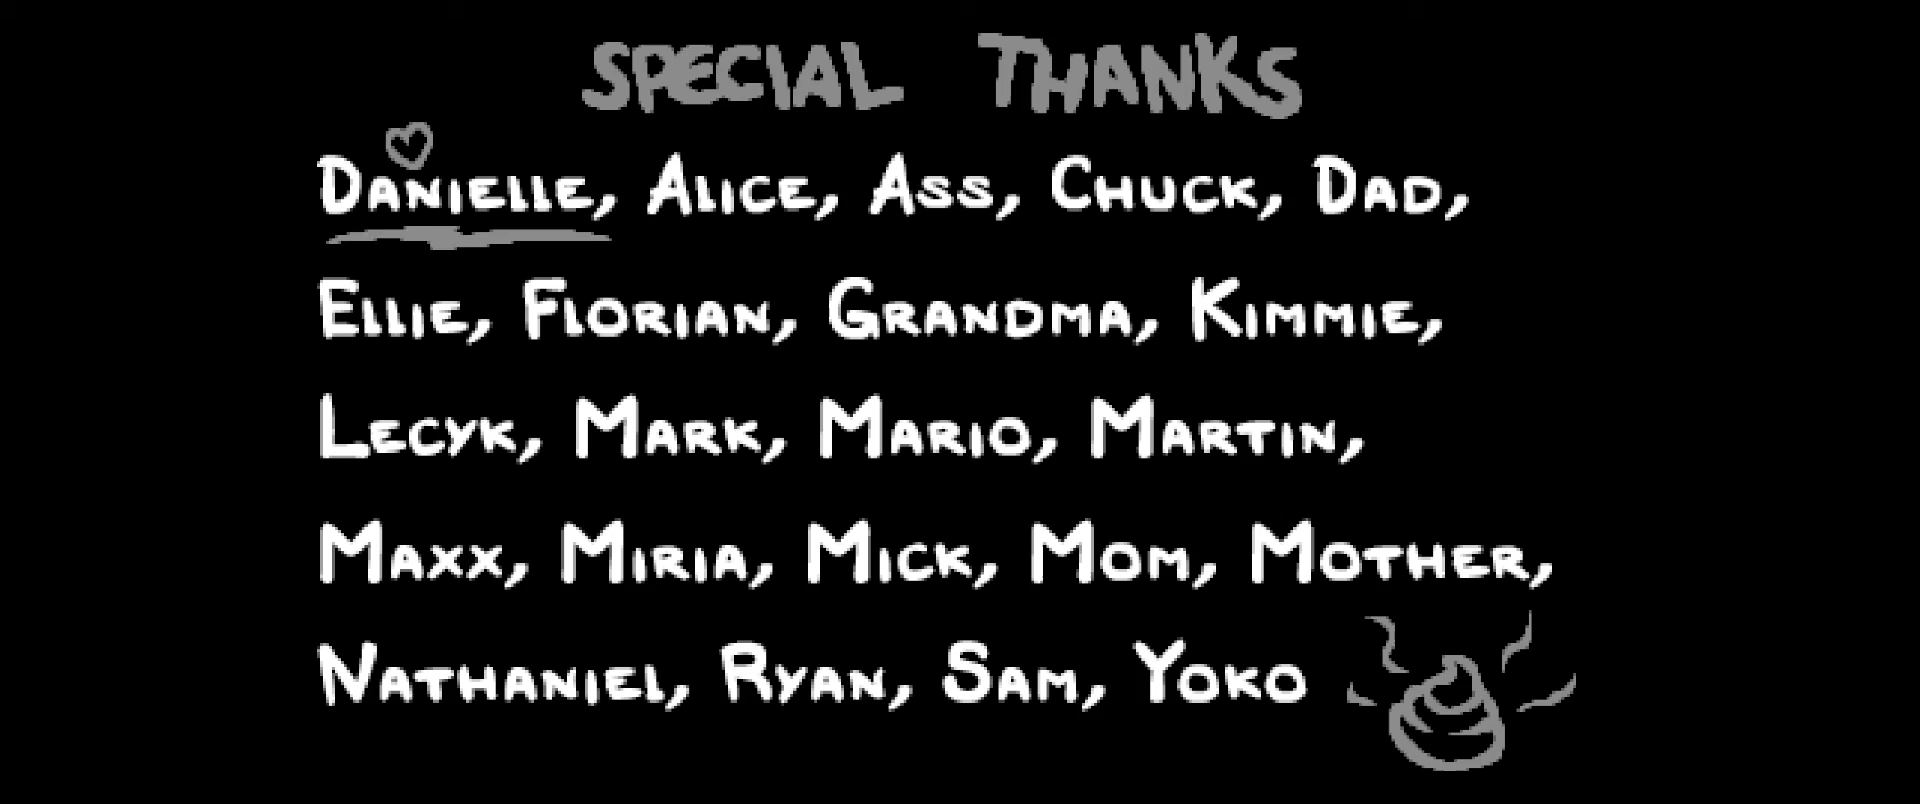 SPECIAL THANKS
DANIELLE, ALICE, ASS, CHUCK, DAD,
ELLIE, FLORIAN, GRANDMA, KIMMIE,
LECYK, MARK, MARIO, MARTIN,
MAXX, MIRIA, MICK, MOM, MOTHER,
NATHANIEL, RYAN, SAM, YOKO